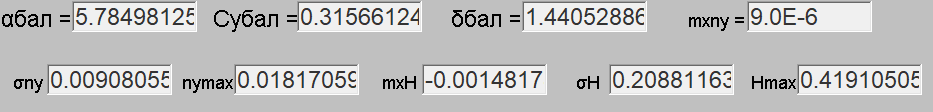 αбал = 5.78498125 Cyбал = 0.31566124 δбал = 1.44052886 mxny = 9.0E-6
σny 0.00908055 nymax 0.01817059 mxH -0.0014817 σH 0.20881163 Hmax 0.41910505